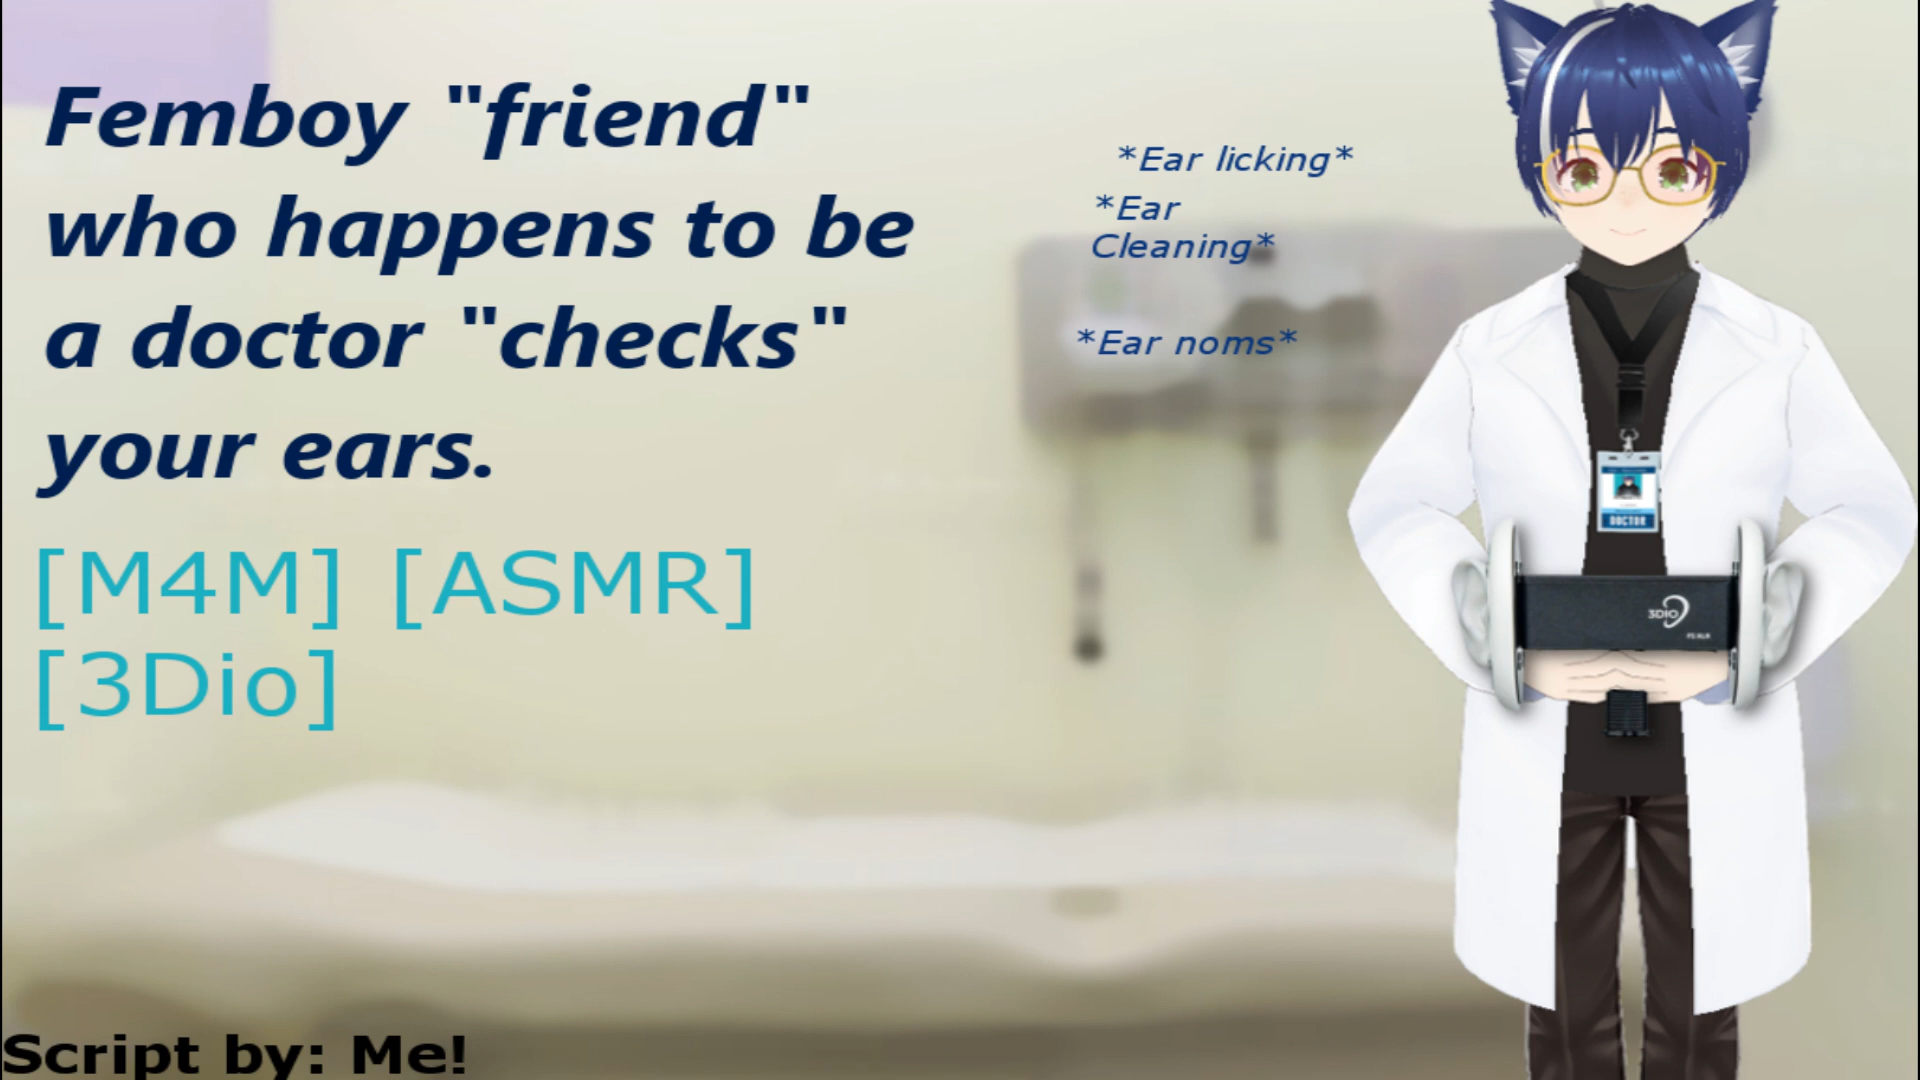 Femboy "friend"
who happens to be
a doctor "checks"
your ears.
[M4M] [ASMR]
[3Dio]
*Ear licking*
*Ear
Cleaning*
*Ear noms*
DOCTOR
3DIO
Script by: Me!